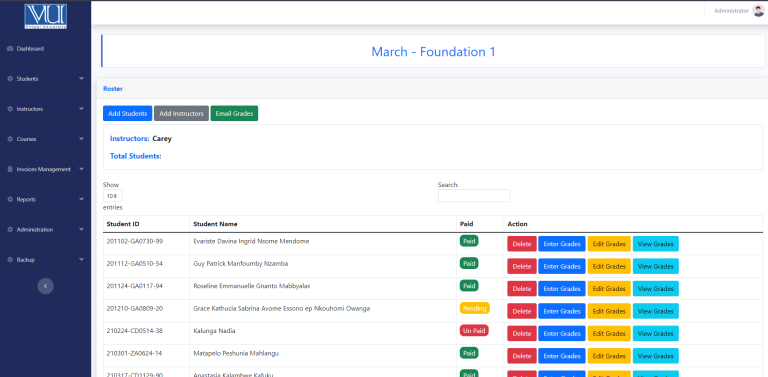 VU
Administrator
Dashboard
Students
Instructors
Courses
Invoices Management
Reports
Administration
Backup
March - Foundation 1
Roster
Add Students Add Instructors Email Grades
Instructors: Carey
Total Students:
Show
10
entries
Search:
Student ID Student Name Paid Action
201102-GA0730-99 Evariste Davina Ingrid Nsome Mendome Paid Delete Enter Grades Edit Grades View Grades
201112-GA0510-54 Guy Patrick Manfoumby Nzamba Paid Delete Enter Grades Edit Grades View Grades
201124-GA0117-94 Roseline Emmanuelle Gnanto Mabbyalas Paid Delete Enter Grades Edit Grades View Grades
201210-GA0809-20 Grace Kathucia Sabrina Avome Essono ep Nkouhomi Owanga Pending Delete Enter Grades Edit Grades View Grades
210224-CD0514-38 Kalunga Nadia Un Paid Delete Enter Grades Edit Grades View Grades
210301-ZA0624-14 Matapelo Peshunia Mahlangu Paid Delete Enter Grades Edit Grades View Grades
210317-CD1129-90 Anastasia Kalambwe Kafuku Paid Delete Enter Grades Edit Grades View Grades